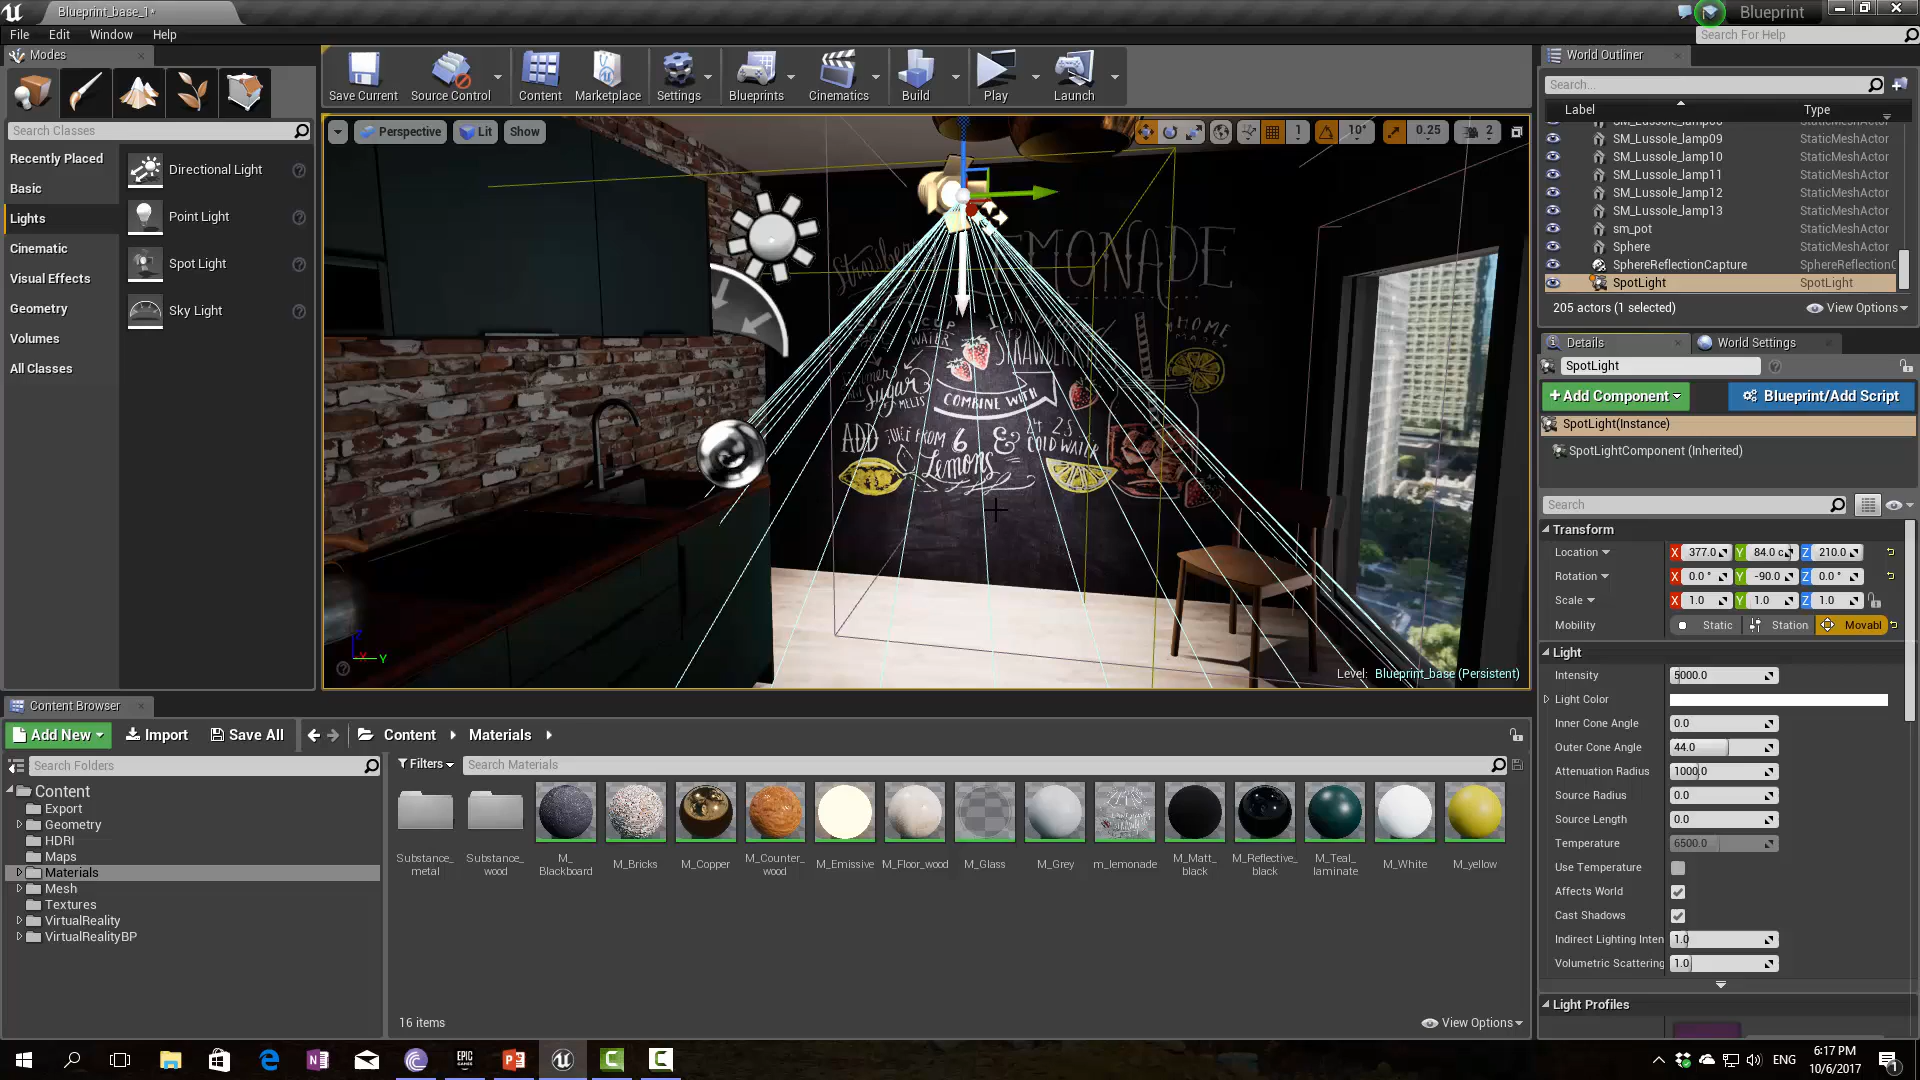 Blueprint_base_1*
Blueprint
File Edit Window Help
Search For Help
Modes
Search Classes
Recently Placed
Basic
Lights
Cinematic
Visual Effects
Geometry
Volumes
All Classes
Directional Light
Point Light
Spot Light
Sky Light
Save Current
Source Control
Content
Marketplace
Settings
Blueprints
Cinematics
Build
Play
Launch
Perspective
Lit
Show
1
10°
0.25
2
LEMONADE
HOME
WATER
Sugar
MELTS
COMBINE WITH
ADD JUICE FROM 6 Lemons &
COLD WATER
Level: Blueprint_base (Persistent)
World Outliner
Search...
Label Type
SM_Lussole_lamp09 StaticMeshActor
SM_Lussole_lamp10 StaticMeshActor
SM_Lussole_lamp11 StaticMeshActor
SM_Lussole_lamp12 StaticMeshActor
SM_Lussole_lamp13 StaticMeshActor
sm_pot StaticMeshActor
Sphere StaticMeshActor
SphereReflectionCapture SphereReflectionC
SpotLight SpotLight
205 actors (1 selected) View Options
Details
World Settings
SpotLight
+Add Component
Blueprint/Add Script
SpotLight(Instance)
SpotLightComponent (Inherited)
Search
Transform
Location X 377.0 Y 84.0 c Z 210.0
Rotation X 0.0 ° Y -90.0 Z 0.0 °
Scale X 1.0 Y 1.0 Z 1.0
Mobility Static Station Movabl
Light
Intensity 5000.0
Light Color
Inner Cone Angle 0.0
Outer Cone Angle 44.0
Attenuation Radius 1000.0
Source Radius 0.0
Source Length 0.0
Temperature 6500.0
Use Temperature
Affects World
Cast Shadows
Indirect Lighting Inten 1.0
Volumetric Scattering 1.0
Light Profiles
Content Browser
Add New Import Save All Content Materials
Search Folders
Filters
Search Materials
Content
Export
Geometry
HDRI
Maps
Materials
Mesh
Textures
VirtualReality
VirtualRealityBP
Substance_
metal
Substance_
wood
M_
Blackboard
M_Bricks
M_Copper
M_Counter_
wood
M_Emissive
M_Floor_wood
M_Glass
M_Grey
m_lemonade
M_Matt_
black
M_Reflective_
black
M_Teal_
laminate
M_White
M_yellow
16 items
View Options
EPIC
GAMES
ENG
6:17 PM
10/6/2017
1